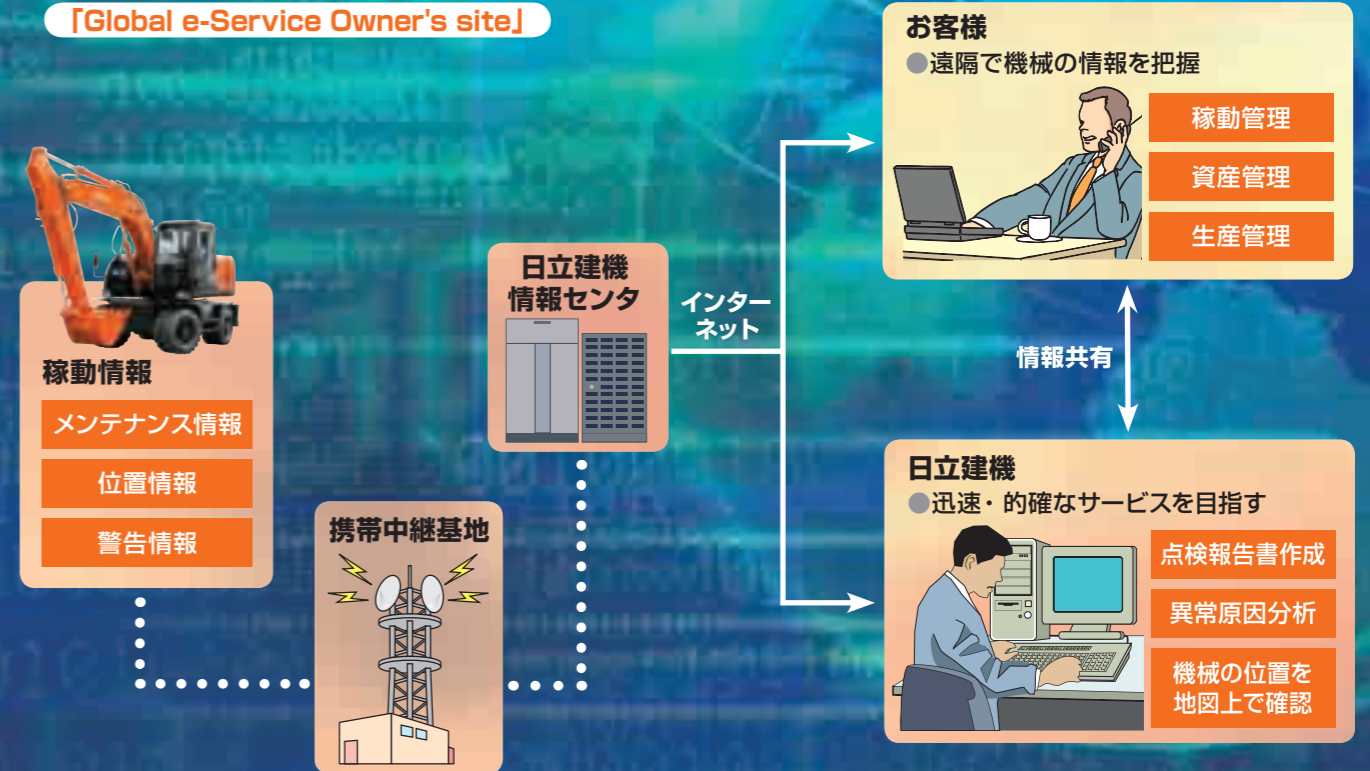 「Global e-Service Owner's site」
稼動情報
メンテナンス情報
位置情報
警告情報
携帯中継基地
日立建機
情報センタ
インター
ネット
お客様
●遠隔で機械の情報を把握
稼動管理
資産管理
生産管理
情報共有
日立建機
●迅速・的確なサービスを目指す
点検報告書作成
異常原因分析
機械の位置を
地図上で確認